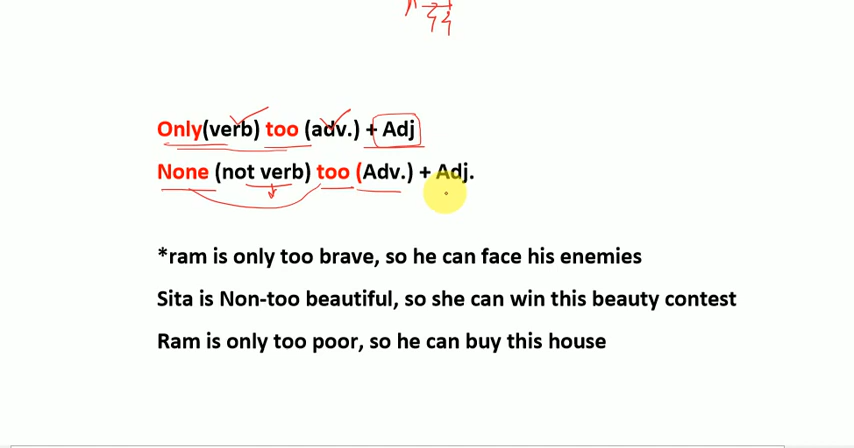 Only(verb) too (adv.) + Adj
None (not verb) too (Adv.) + Adj.
*ram is only too brave, so he can face his enemies
Sita is Non-too beautiful, so she can win this beauty contest
Ram is only too poor, so he can buy this house